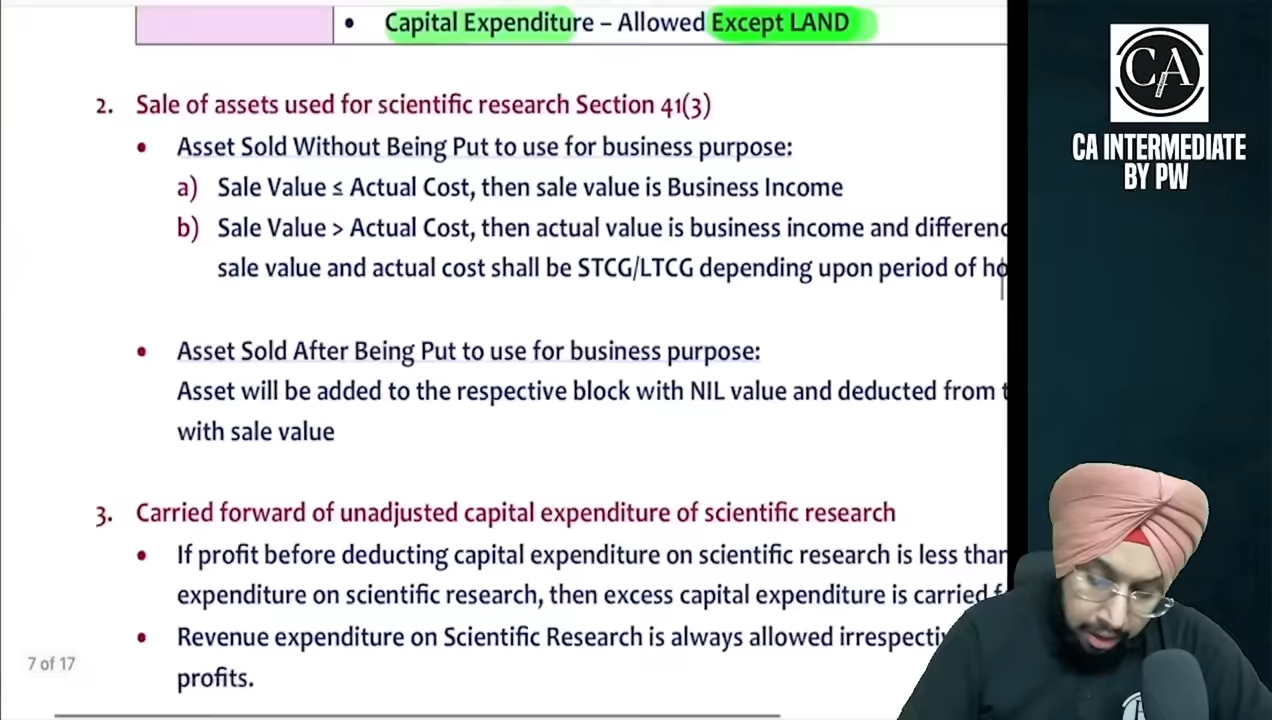 • Capital Expenditure – Allowed Except LAND
2. Sale of assets used for scientific research Section 41(3)
• Asset Sold Without Being Put to use for business purpose:
a) Sale Value ≤ Actual Cost, then sale value is Business Income
b) Sale Value > Actual Cost, then actual value is business income and
sale value and actual cost shall be STCG/LTCG depending upon period of
• Asset Sold After Being Put to use for business purpose:
Asset will be added to the respective block with NIL value and deducted from
with sale value
3. Carried forward of unadjusted capital expenditure of scientific research
• If profit before deducting capital expenditure on scientific research is less than
expenditure on scientific research, then excess capital expenditure is carried
• Revenue expenditure on Scientific Research is always allowed
profits.
7 of 17
CA
CA INTERMEDIATE
BY PW